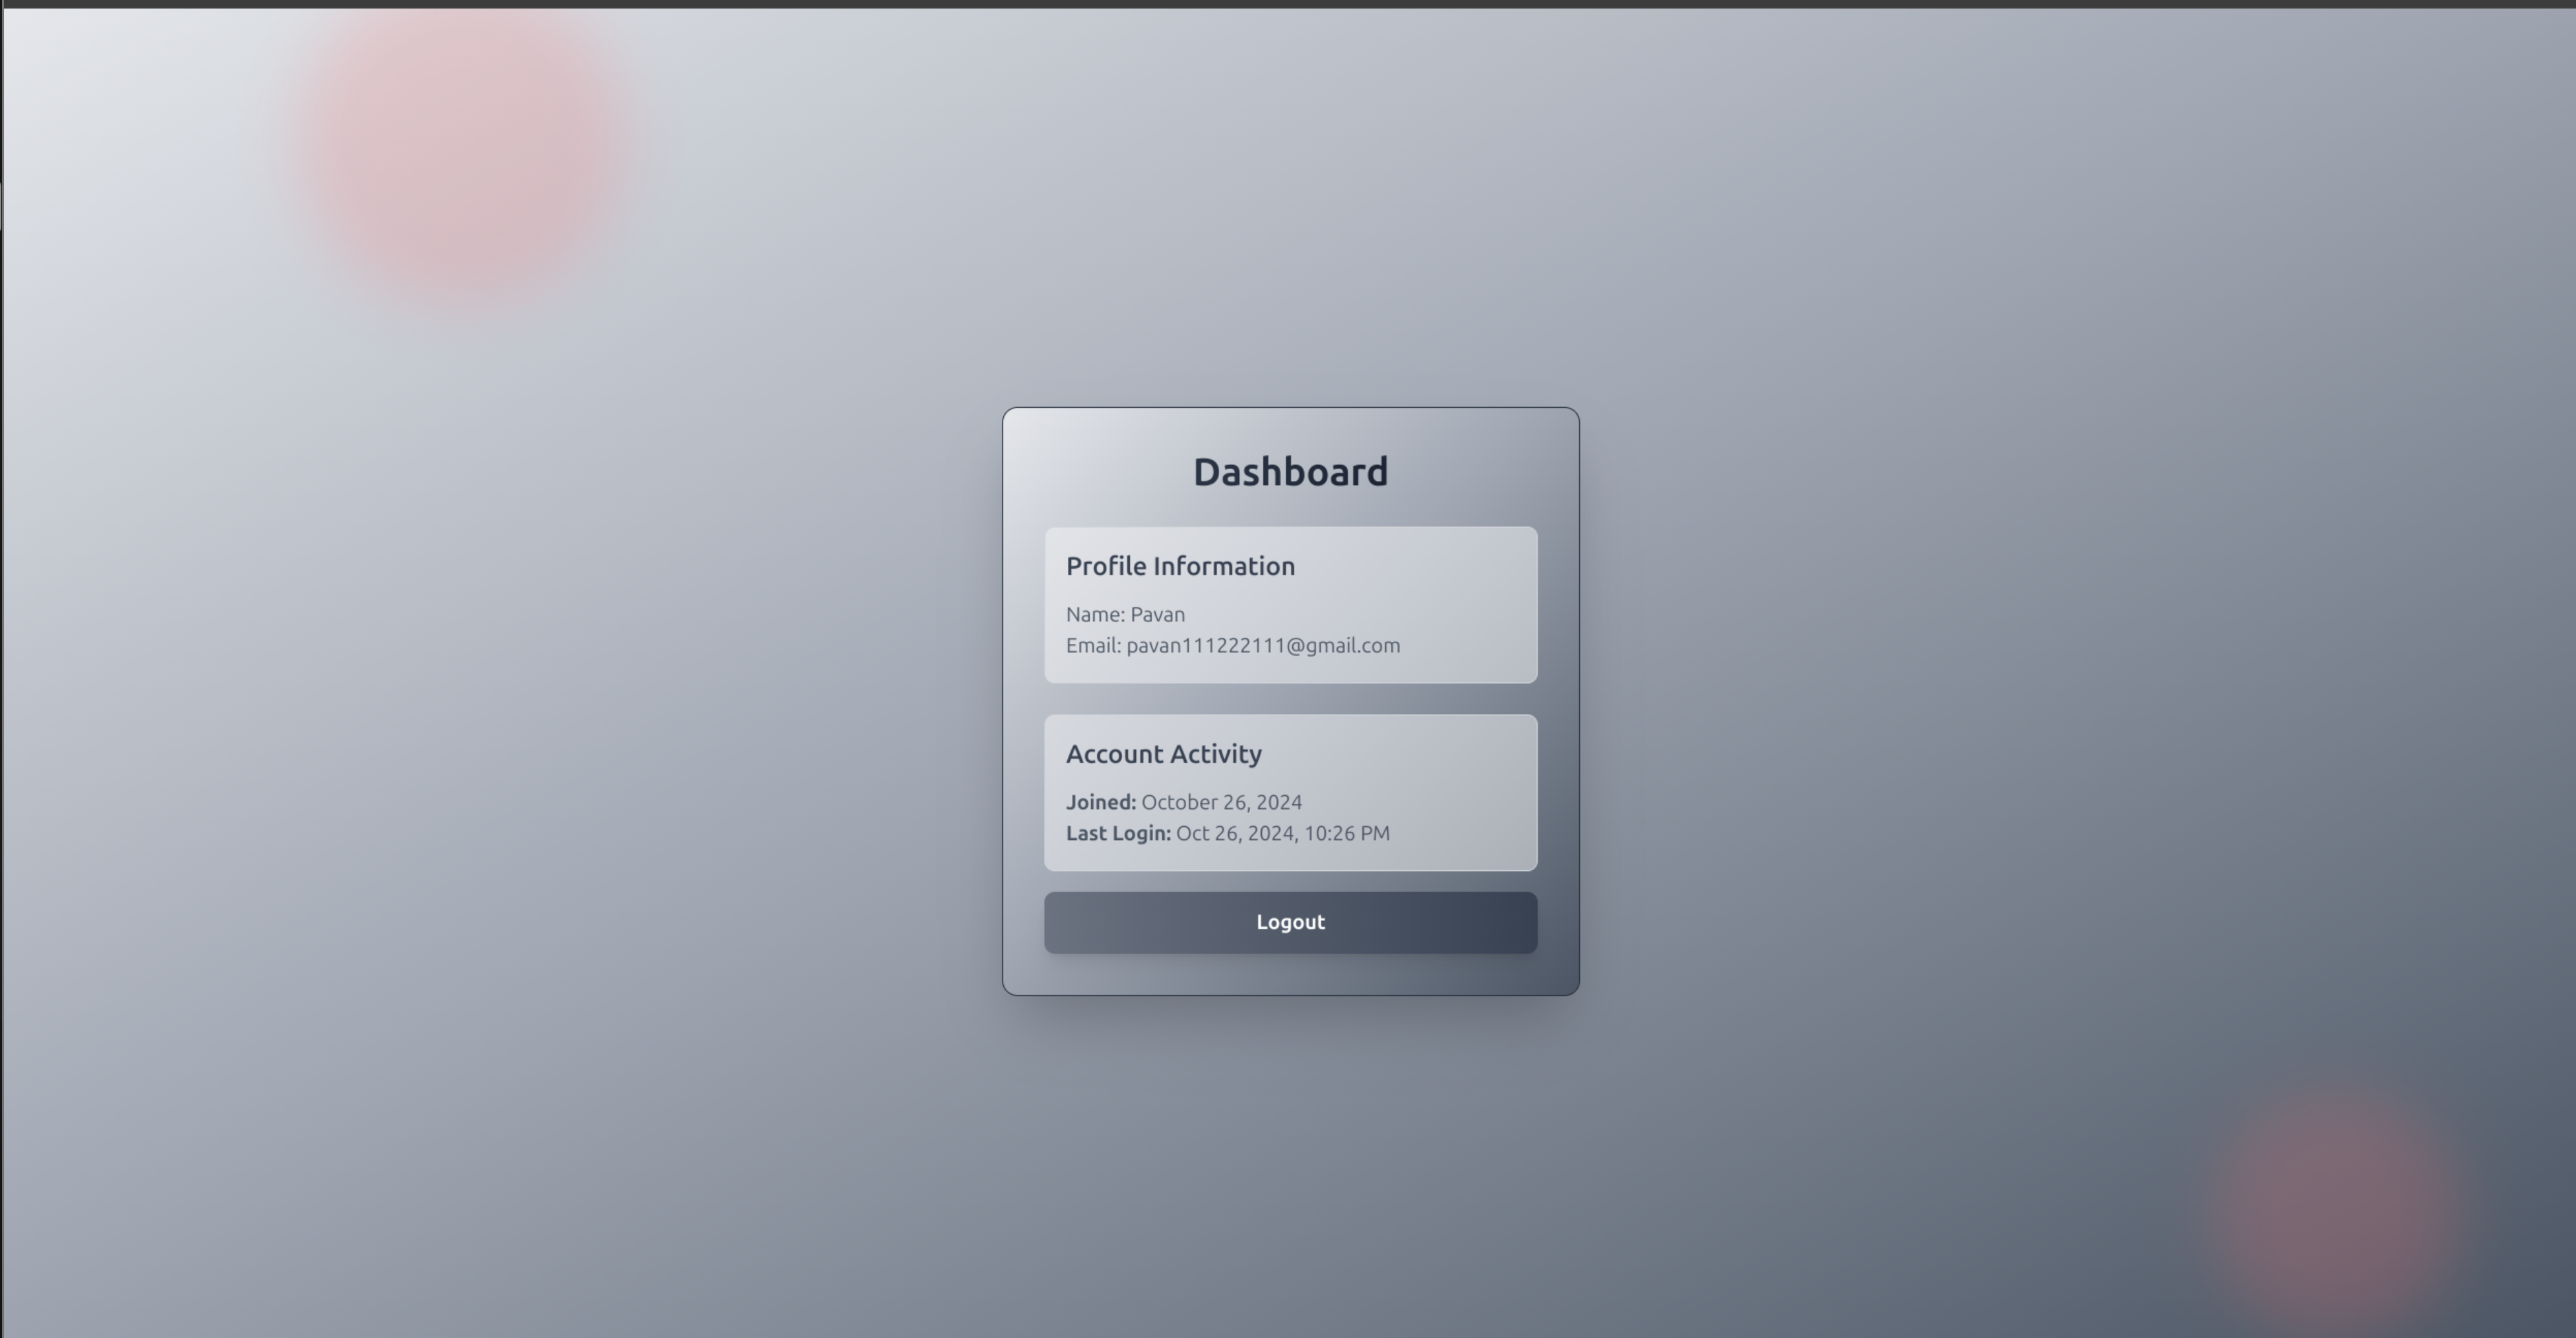 Dashboard
Profile Information
Name: Pavan
Email: pavan111222111@gmail.com
Account Activity
Joined: October 26, 2024
Last Login: Oct 26, 2024, 10:26 PM
Logout